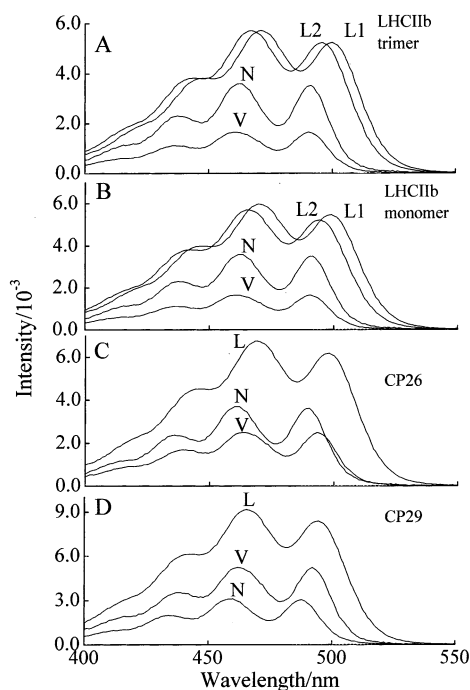 A
LHCIIb
trimer
6.0
L2 L1
4.0
N
2.0
V
0.0
B
LHCIIb
monomer
6.0
L2 L1
4.0
N
2.0
V
0.0
C
L
6.0
CP26
4.0
N
V
2.0
0.0
D
CP29
9.0
L
6.0
V
3.0
N
0.0
400 450 500 550
Wavelength/nm
Intensity/10⁻³